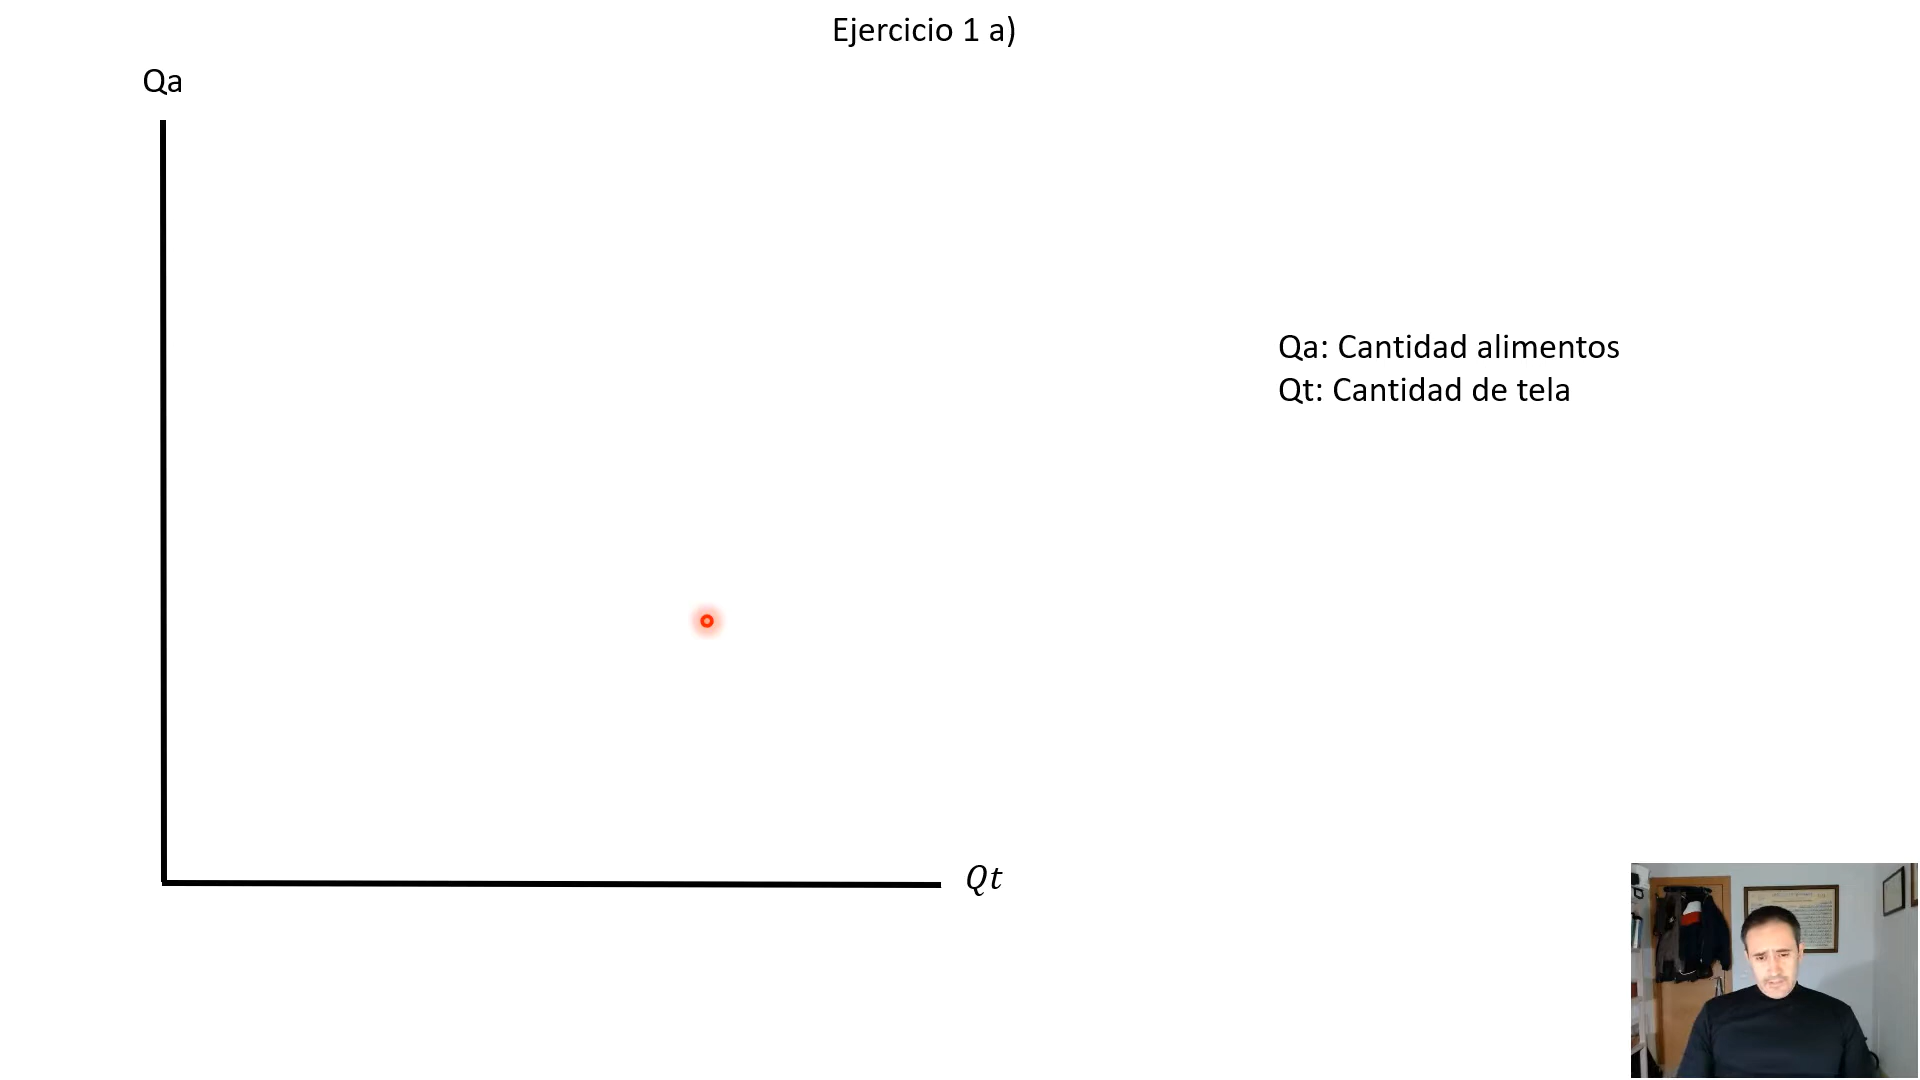 Ejercicio 1 a)
Qa
Qa: Cantidad alimentos
Qt: Cantidad de tela
Qt